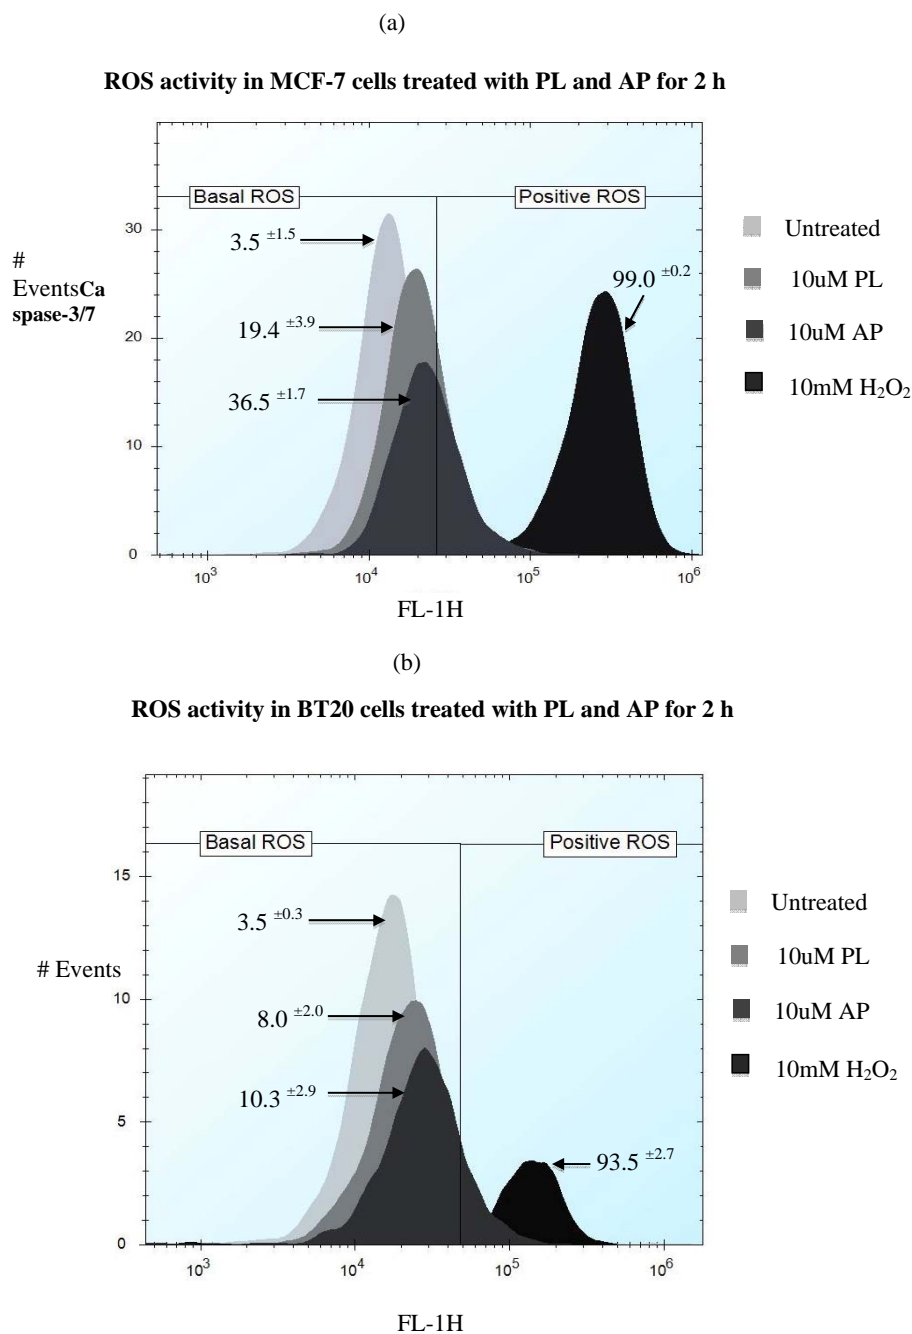 (a)
ROS activity in MCF-7 cells treated with PL and AP for 2 h
Basal ROS
Positive ROS
30
20
10
0
3.5 ±1.5
19.4 ±3.9
36.5 ±1.7
99.0 ±0.2
#
EventsCa
spase-3/7
10³
10⁴
10⁵
10⁶
FL-1H
Untreated
10uM PL
10uM AP
10mM H₂O₂
(b)
ROS activity in BT20 cells treated with PL and AP for 2 h
Basal ROS
Positive ROS
15
10
5
0
3.5 ±0.3
8.0 ±2.0
10.3 ±2.9
93.5 ±2.7
# Events
10³
10⁴
10⁵
10⁶
FL-1H
Untreated
10uM PL
10uM AP
10mM H₂O₂